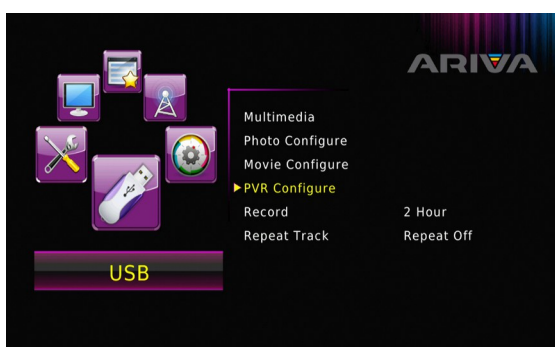 ARIVA
Multimedia
Photo Configure
Movie Configure
PVR Configure
Record 2 Hour
Repeat Track Repeat Off
USB